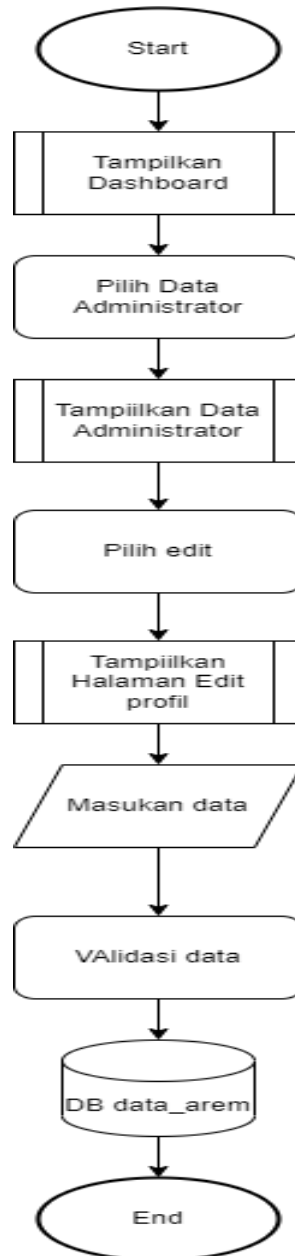 Start
Tampilkan
Dashboard
Pilih Data
Administrator
Tampiilkan Data
Administrator
Pilih edit
Tampiilkan
Halaman Edit
profil
Masukan data
VAlidasi data
DB data_arem
End